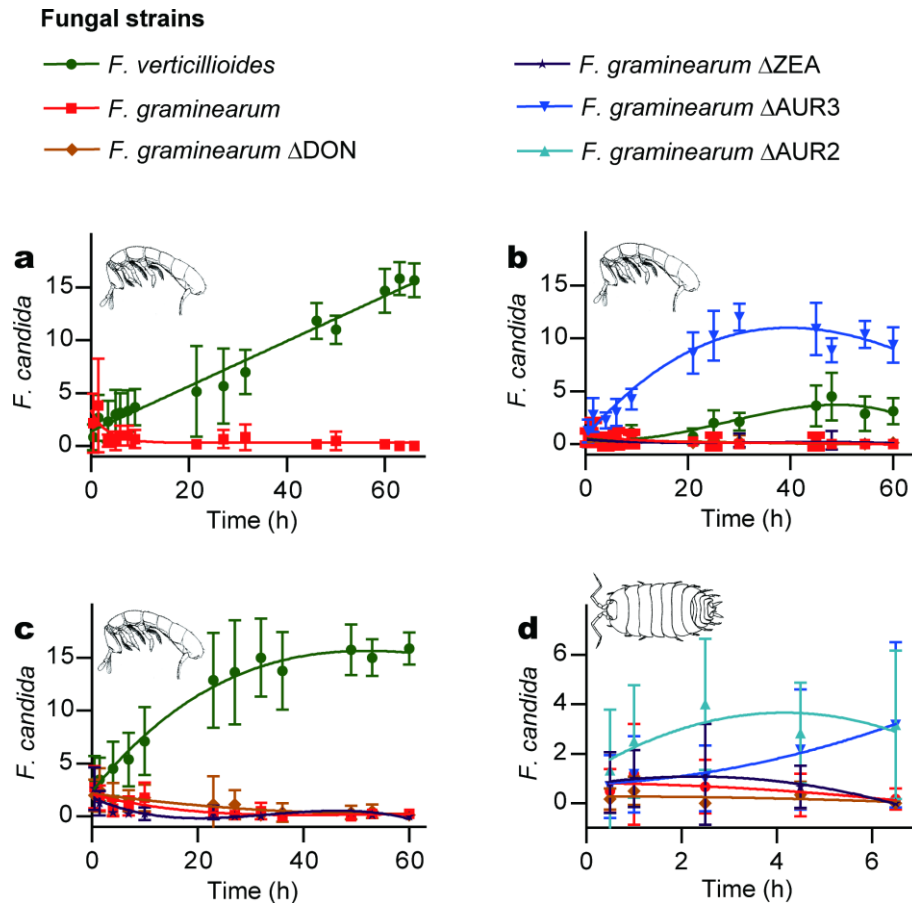 Fungal strains
F. verticillioides
F. graminearum
F. graminearum ΔDON
F. graminearum ΔZEA
F. graminearum ΔAUR3
F. graminearum ΔAUR2
a
F. candida
15
10
5
0
0 20 40 60
Time (h)
b
F. candida
15
10
5
0
0 20 40 60
Time (h)
c
F. candida
15
10
5
0
0 20 40 60
Time (h)
d
F. candida
6
4
2
0
0 2 4 6
Time (h)